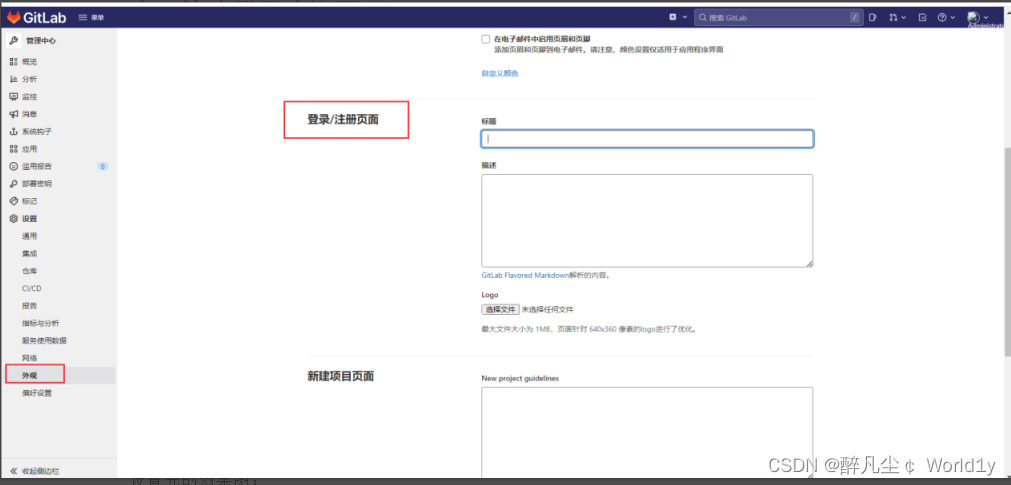 GitLab 菜单
搜索 GitLab /
Administrator
管理中心
概览
分析
监控
消息
系统钩子
应用
滥用报告 0
部署密钥
标记
设置
通用
集成
仓库
CI/CD
报告
指标与分析
服务使用数据
网络
外观
偏好设置
收起侧边栏
在电子邮件中启用页眉和页脚
添加页眉和页脚到电子邮件。请注意，颜色设置仅适用于应用程序界面
自定义颜色
登录/注册页面
标题
描述
GitLab Flavored Markdown解析的内容。
Logo
选择文件 未选择任何文件
最大文件大小为 1MB，页面针对 640x360 像素的logo进行了优化。
新建项目页面
New project guidelines
CSDN @醉凡尘￠ World1y